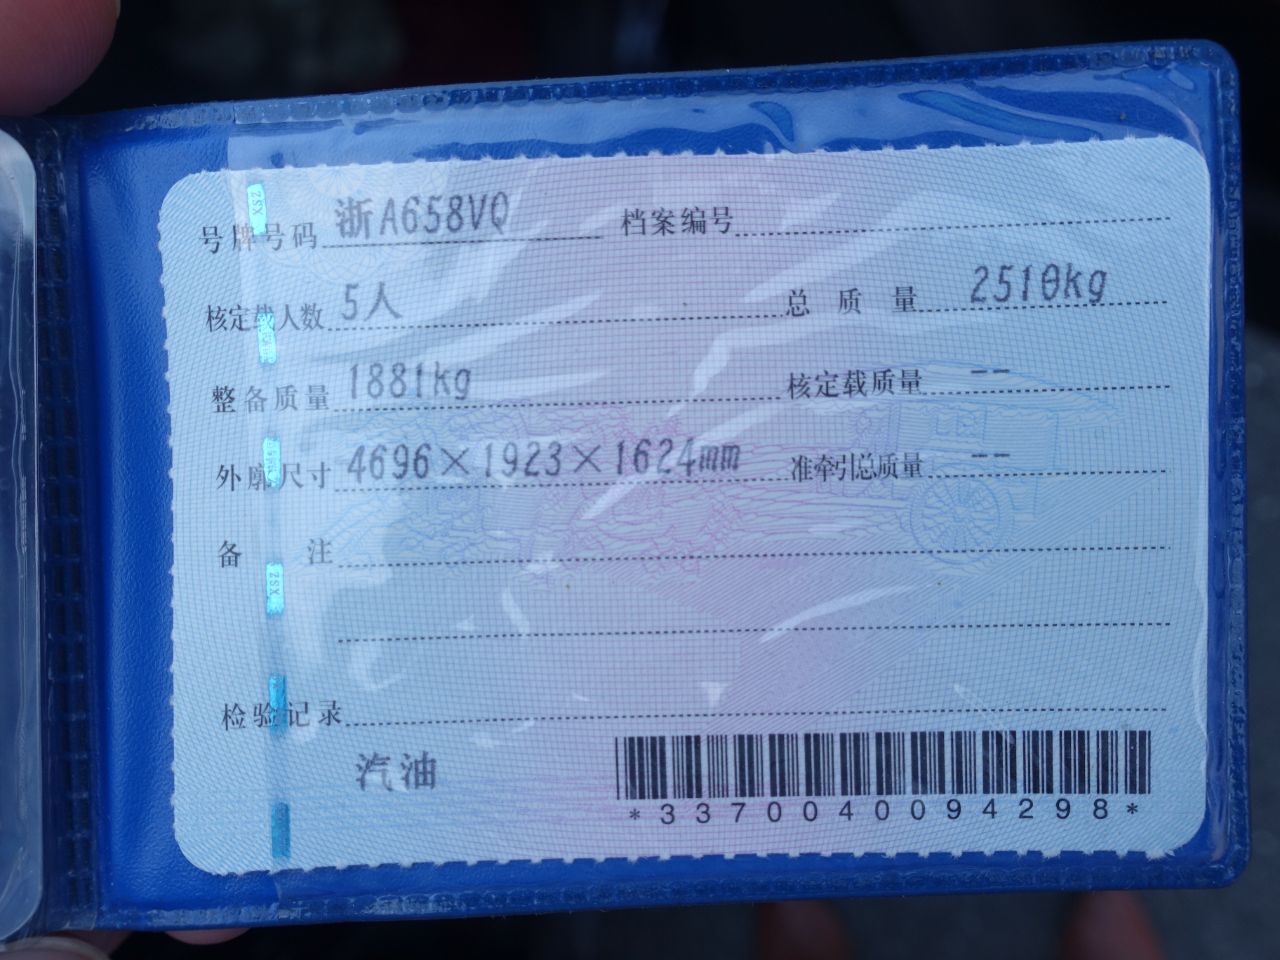 号牌号码 浙A658VQ 档案编号
核定载人数 5人 总质量 2510kg
整备质量 1881kg 核定载质量 --
外廓尺寸 4696×1923×1624mm 准牵引总质量 --
备注
检验记录
汽油
*3370040094298*
XSZ
XSZ